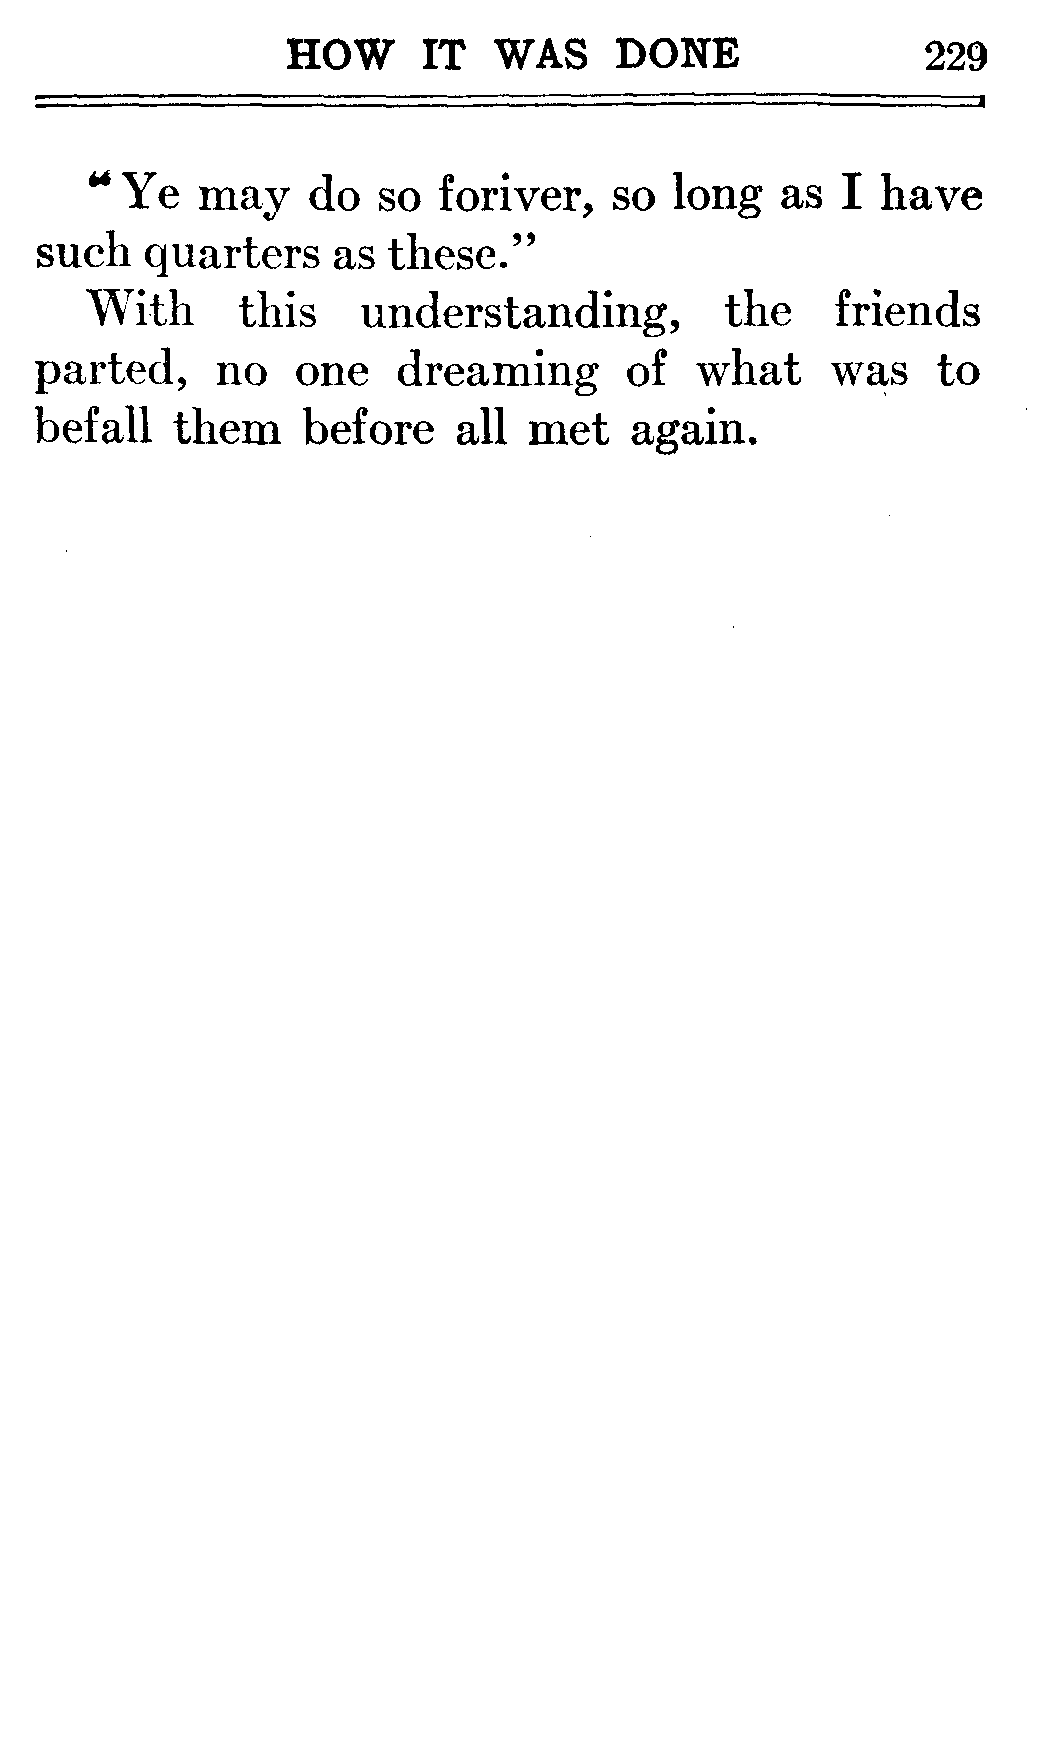 HOW IT WAS DONE 229
“Ye may do so foriver, so long as I have
such quarters as these.”
With this understanding, the friends
parted, no one dreaming of what was to
befall them before all met again.